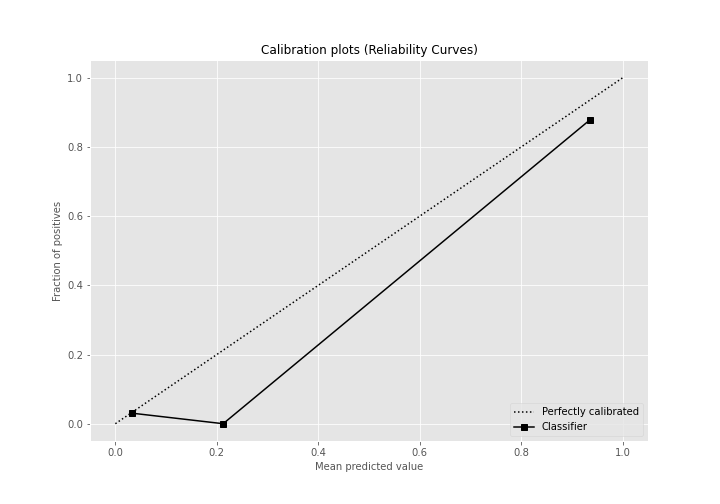 Calibration plots (Reliability Curves)
1.0
0.8
0.6
0.4
0.2
0.0
Fraction of positives
0.0 0.2 0.4 0.6 0.8 1.0
Mean predicted value
Perfectly calibrated
Classifier